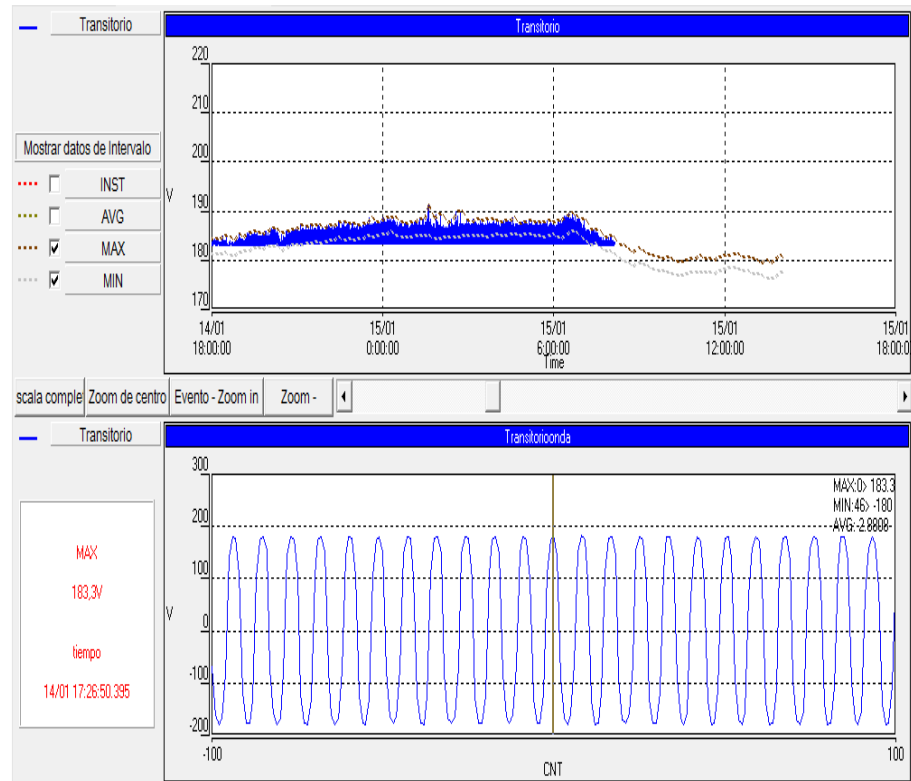 Transitorio
Transitorio
220
210
200
190
180
170
V
14/01
18:00:00
15/01
0:00:00
15/01
6:00:00
15/01
12:00:00
15/01
18:00:0
Time
Mostrar datos de Intervalo
INST
AVG
MAX
MIN
scala comple Zoom de centro Evento - Zoom in Zoom -
Transitorio
Transitorioonda
300
200
100
0
-100
-200
V
MAX:0> 183.3
MIN:46> -180
AVG: 2.8808
-100
100
CNT
MAX
183,3V
tiempo
14/01 17:26:50.395